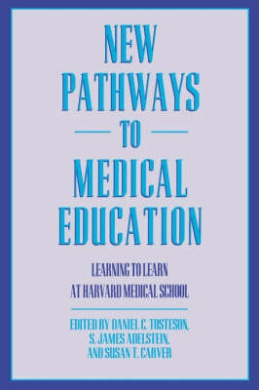 NEW
PATHWAYS
TO
MEDICAL
EDUCATION
LEARNING TO LEARN
AT HARVARD MEDICAL SCHOOL
EDITED BY DANIEL C. TOSTESON,
S. JAMES ADELSTEIN,
AND SUSAN T. CARVER